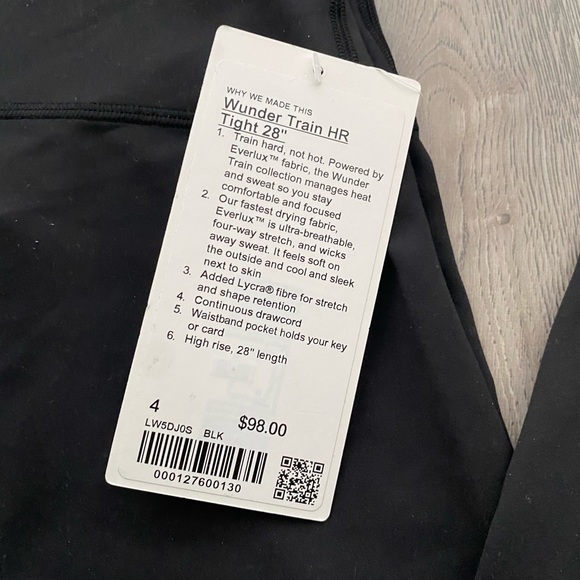 WHY WE MADE THIS
Wunder Train HR
Tight 28"
1. Train hard, not hot. Powered by
Everlux™ fabric, the Wunder
Train collection manages heat
and sweat so you stay
comfortable and focused
2. Our fastest drying fabric,
Everlux™ is ultra-breathable,
four-way stretch, and wicks
away sweat. It feels soft on
the outside and cool and sleek
next to skin
3. Added Lycra® fibre for stretch
and shape retention
4. Continuous drawcord
5. Waistband pocket holds your key
or card
6. High rise, 28" length
4 $98.00
LW5DJ0S BLK
000127600130